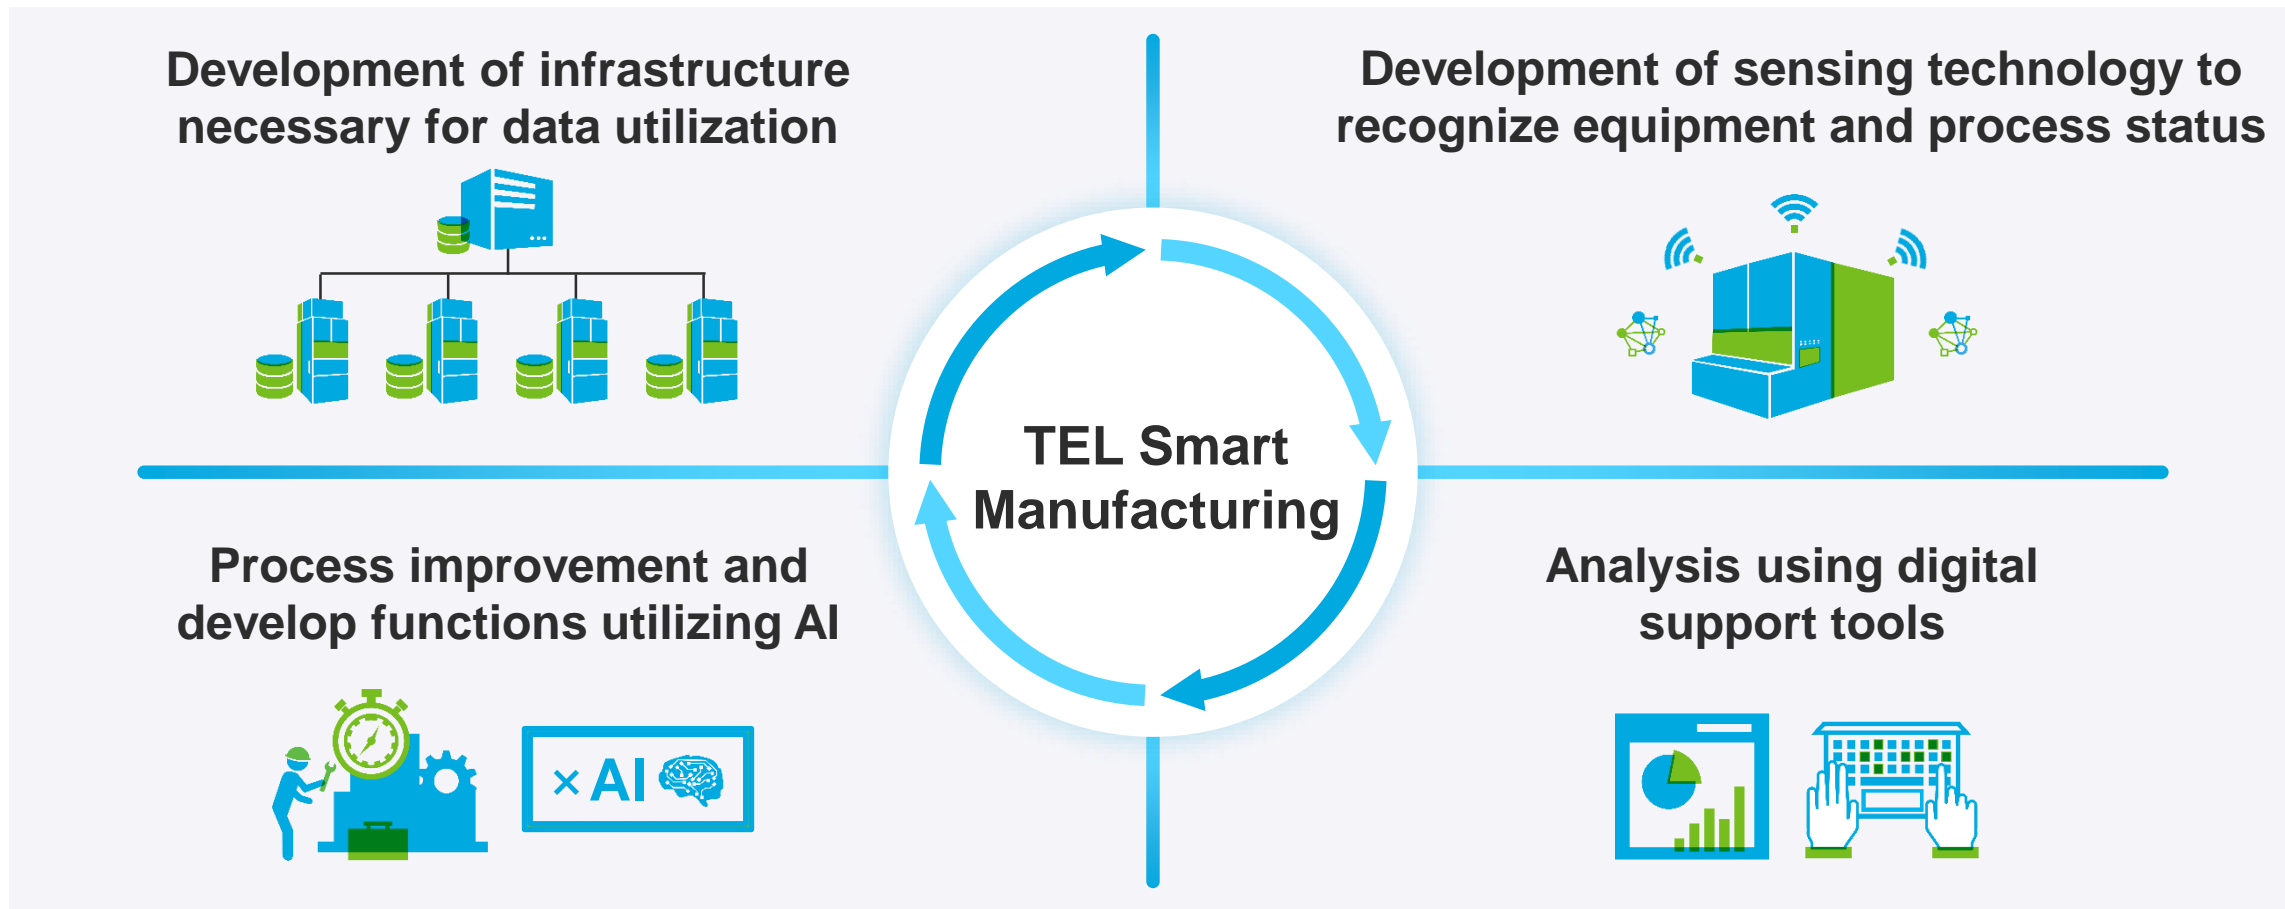 Development of infrastructure
necessary for data utilization
Development of sensing technology to
recognize equipment and process status
TEL Smart
Manufacturing
Process improvement and
develop functions utilizing AI
× AI
Analysis using digital
support tools